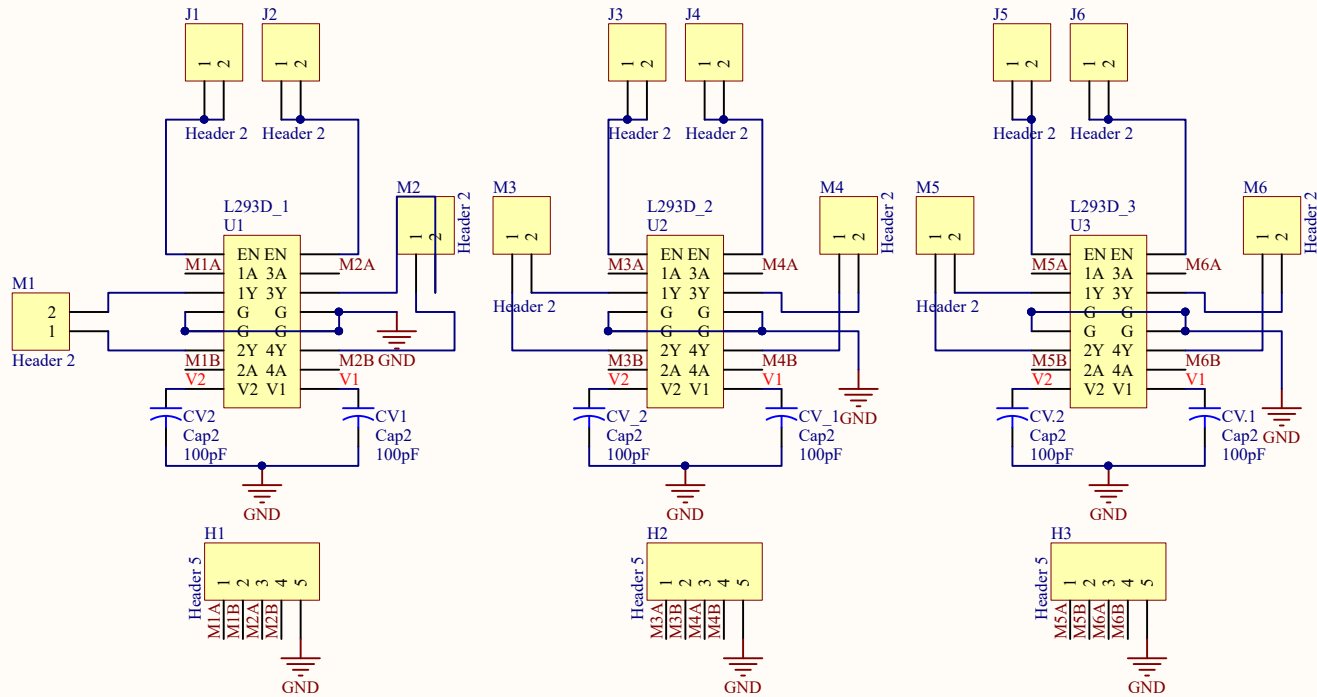 J1 J2 J3 J4 J5 J6
1 2 1 2 1 2 1 2 1 2 1 2
Header 2 Header 2 Header 2 Header 2 Header 2 Header 2
M2 M3 M4 M5 M6
1 2 1 2 1 2 1 2 1 2
Header 2 Header 2 Header 2 Header 2 Header 2
M1
2
1
Header 2
L293D_1
U1
EN EN
M1A 1A 3A M2A
1Y 3Y
G G
G G
GND
2Y 4Y
M1B 2A 4A M2B
V2 V2 V1 V1
CV2 CV1
Cap2 Cap2
100pF 100pF
GND
L293D_2
U2
EN EN
M3A 1A 3A M4A
1Y 3Y
G G
G G
2Y 4Y
M3B 2A 4A M4B
V2 V2 V1 V1
GND
CV_2 CV_1
Cap2 Cap2
100pF 100pF
GND
L293D_3
U3
EN EN
M5A 1A 3A M6A
1Y 3Y
G G
G G
2Y 4Y
M5B 2A 4A M6B
V2 V2 V1 V1
GND
CV.2 CV.1
Cap2 Cap2
100pF 100pF
GND
H1
Header 5
1 2 3 4 5
M1A M1B M2A M2B
GND
H2
Header 5
1 2 3 4 5
M3A M3B M4A M4B
GND
H3
Header 5
1 2 3 4 5
M5A M5B M6A M6B
GND